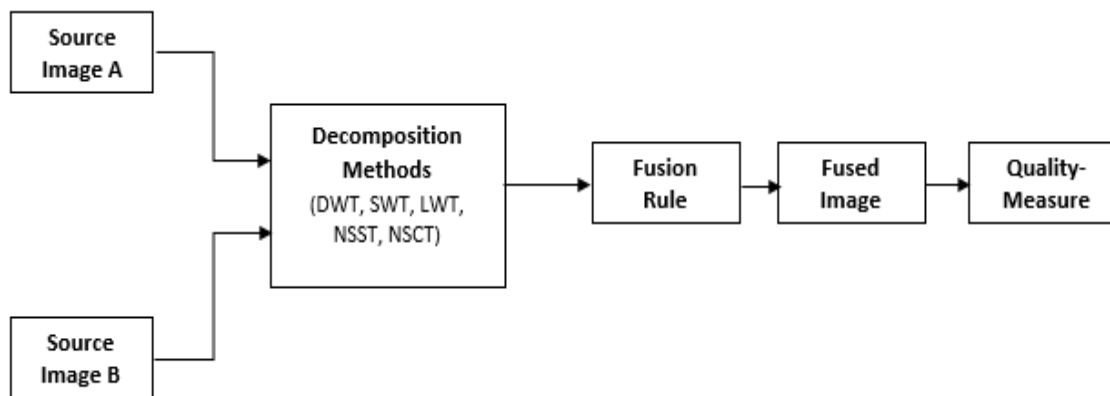 Source
Image A
Decomposition
Methods
(DWT, SWT, LWT,
NSST, NSCT)
Fusion
Rule
Fused
Image
Quality-
Measure
Source
Image B